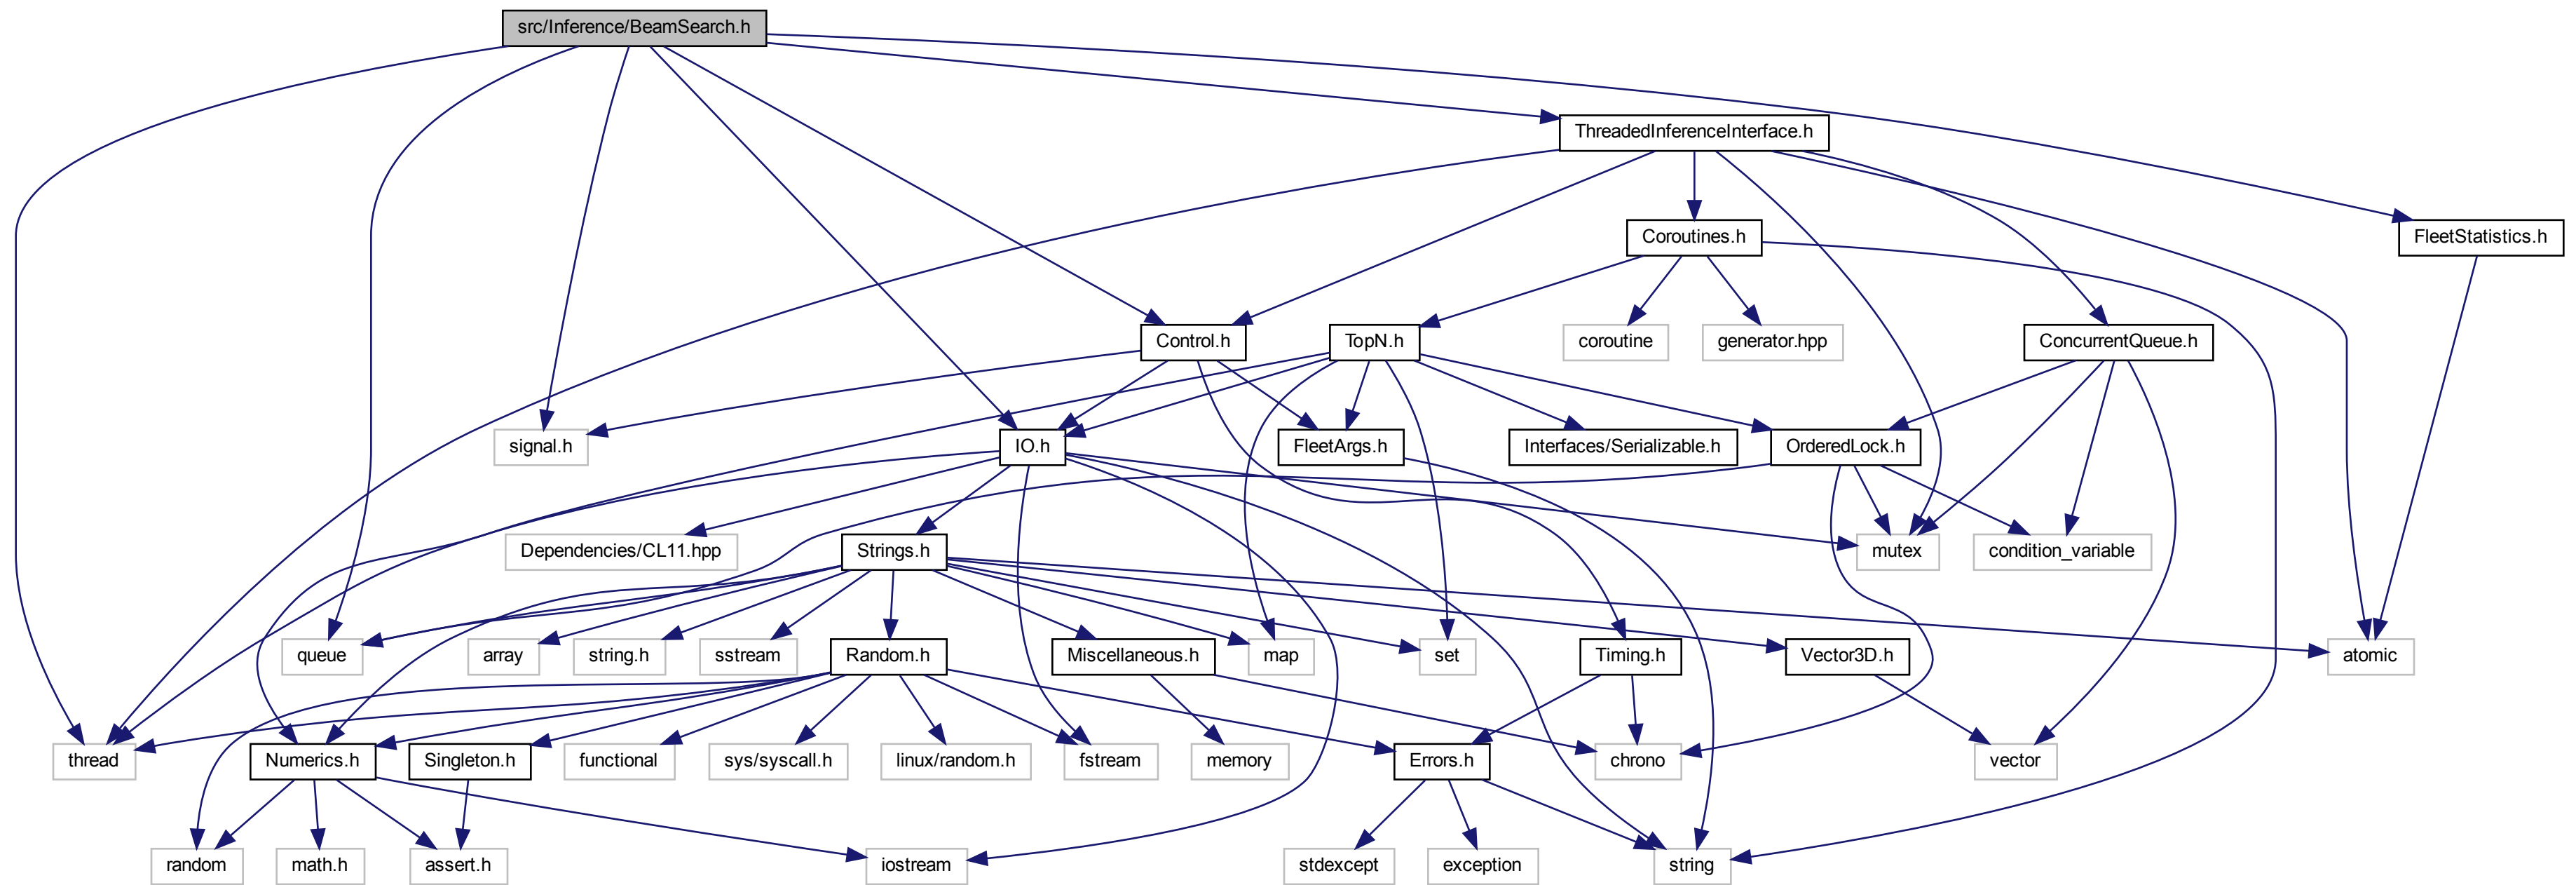 src/Inference/BeamSearch.h
ThreadedInferenceInterface.h
Coroutines.h
FleetStatistics.h
Control.h
TopN.h
coroutine
generator.hpp
ConcurrentQueue.h
signal.h
IO.h
FleetArgs.h
Interfaces/Serializable.h
OrderedLock.h
Dependencies/CL11.hpp
Strings.h
mutex
condition_variable
queue
array
string.h
sstream
Random.h
Miscellaneous.h
map
set
Timing.h
Vector3D.h
atomic
thread
Numerics.h
Singleton.h
functional
sys/syscall.h
linux/random.h
fstream
memory
Errors.h
chrono
vector
random
math.h
assert.h
iostream
stdexcept
exception
string